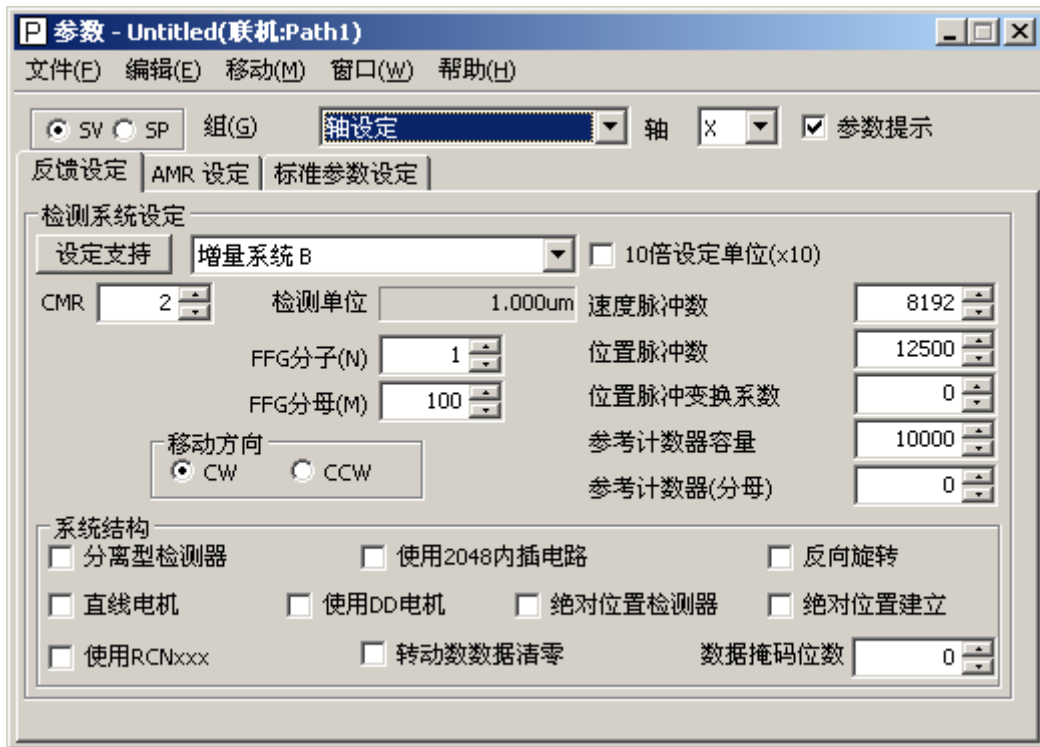 P 参数 - Untitled(联机:Path1)
文件(F) 编辑(E) 移动(M) 窗口(W) 帮助(H)
SV SP 组(G) 轴设定 轴 X 参数提示
反馈设定 AMR 设定 标准参数设定
检测系统设定
设定支持 增量系统 B 10倍设定单位(x10)
CMR 2 检测单位 1.000um 速度脉冲数 8192
FFG分子(N) 1 位置脉冲数 12500
FFG分母(M) 100 位置脉冲变换系数 0
移动方向 参考计数器容量 10000
CW CCW 参考计数器(分母) 0
系统结构
分离型检测器 使用2048内插电路 反向旋转
直线电机 使用DD电机 绝对位置检测器 绝对位置建立
使用RCNxxx 转动数数据清零 数据掩码位数 0